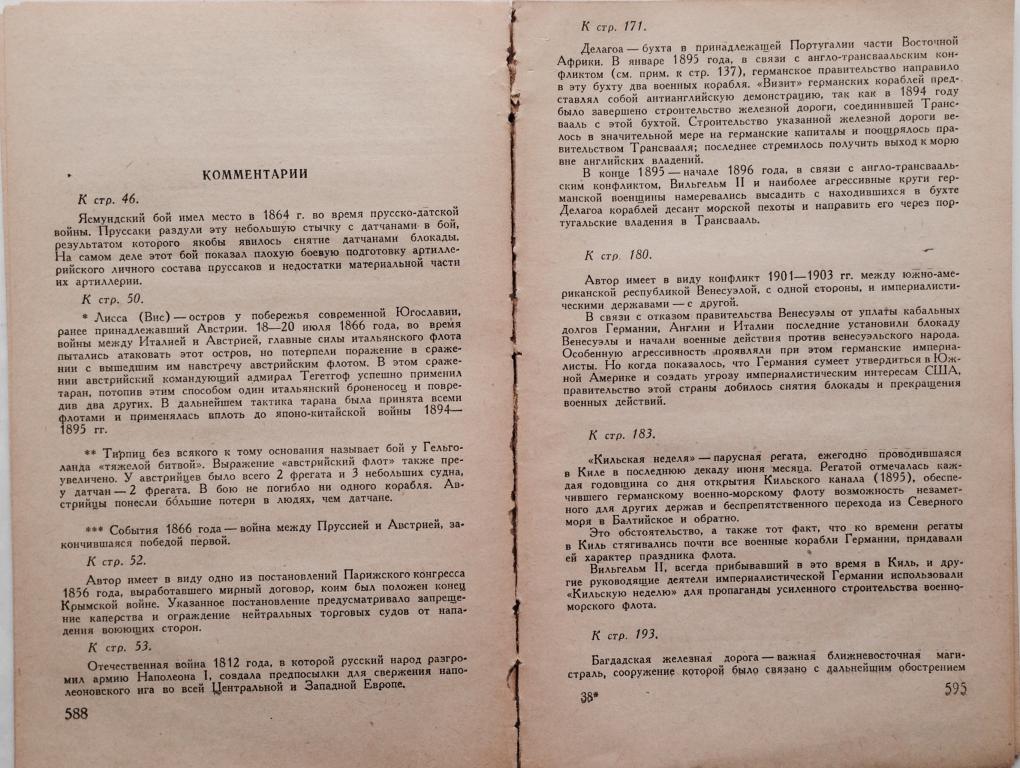 КОММЕНТАРИИ
К стр. 46.
Ясмундский бой имел место в 1864 г. во время прусско-датской
войны. Пруссаки раздули эту небольшую стычку с датчанами в бой,
результатом которого якобы явилось снятие датчанами блокады.
На самом деле этот бой показал плохую боевую подготовку артилле-
рийского личного состава пруссаков и недостатки материальной части
их артиллерии.
К стр. 50.
* Лисса (Вис) — остров у побережья современной Югославии,
ранее принадлежавший Австрии. 18—20 июля 1866 года, во время
войны между Италией и Австрией, главные силы итальянского флота
пытались атаковать этот остров, но потерпели поражение в сраже-
нии с вышедшим им навстречу австрийским флотом. В этом сраже-
нии австрийский командующий адмирал Тегетгоф успешно применил
таран, потопив этим способом один итальянский броненосец и повре-
див два других. В дальнейшем тактика тарана была принята всеми
флотами и применялась вплоть до японо-китайской войны 1894—
1895 гг.
** Тирпиц без всякого к тому основания называет бой у Гельго-
ланда «тяжелой битвой». Выражение «австрийский флот» также пре-
увеличено. У австрийцев было всего 2 фрегата и 3 небольших судна,
у датчан — 2 фрегата. В бою не погибло ни одного корабля. Ав-
стрийцы понесли бо́льшие потери в людях, чем датчане.
*** События 1866 года — война между Пруссией и Австрией, за-
кончившаяся победой первой.
К стр. 52.
Автор имеет в виду одно из постановлений Парижского конгресса
1856 года, выработавшего мирный договор, коим был положен конец
Крымской войне. Указанное постановление предусматривало запреще-
ние каперства и ограждение нейтральных торговых судов от напа-
дения воюющих сторон.
К стр. 53.
Отечественная война 1812 года, в которой русский народ разгро-
мил армию Наполеона I, создала предпосылки для свержения напо-
леоновского ига во всей Центральной и Западной Европе.
588
К стр. 171.
Делагоа — бухта в принадлежащей Португалии части Восточной
Африки. В январе 1895 года, в связи с англо-трансваальским кон-
фликтом (см. прим. к стр. 137), германское правительство направило
в эту бухту два военных корабля. «Визит» германских кораблей пред-
ставлял собой антианглийскую демонстрацию, так как в 1894 году
было завершено строительство железной дороги, соединившей Транс-
вааль с этой бухтой. Строительство указанной железной дороги ве-
лось в значительной мере на германские капиталы и поощрялось пра-
вительством Трансвааля; последнее стремилось получить выход к морю
вне английских владений.
В конце 1895 — начале 1896 года, в связи с англо-трансвааль-
ским конфликтом, Вильгельм II и наиболее агрессивные круги гер-
манской военщины намеревались высадить с находившихся в бухте
Делагоа кораблей десант морской пехоты и направить его через пор-
тугальские владения в Трансвааль.
К стр. 180.
Автор имеет в виду конфликт 1901—1903 гг. между южно-аме-
риканской республикой Венесуэлой, с одной стороны, и империалисти-
ческими державами — с другой.
В связи с отказом правительства Венесуэлы от уплаты кабальных
долгов Германии, Англии и Италии последние установили блокаду
Венесуэлы и начали военные действия против венесуэльского народа.
Особенную агрессивность проявляли при этом германские империа-
листы. Но когда показалось, что Германия сумеет утвердиться в Юж-
ной Америке и создать угрозу империалистическим интересам США,
правительство этой страны добилось снятия блокады и прекращения
военных действий.
К стр. 183.
«Кильская неделя» — парусная регата, ежегодно проводившаяся
в Киле в последнюю декаду июня месяца. Регатой отмечалась каж-
дая годовщина со дня открытия Кильского канала (1895), обеспе-
чившего германскому военно-морскому флоту возможность незамет-
ного для других держав и беспрепятственного перехода из Северного
моря в Балтийское и обратно.
Это обстоятельство, а также тот факт, что ко времени регаты
в Киль стягивались почти все военные корабли Германии, придавали
ей характер праздника флота.
Вильгельм II, всегда прибывавший в это время в Киль, и дру-
гие руководящие деятели империалистической Германии использовали
«Кильскую неделю» для пропаганды усиленного строительства военно-
морского флота.
К стр. 193.
Багдадская железная дорога — важная ближневосточная маги-
страль, сооружение которой было связано с дальнейшим обострением
38*
595